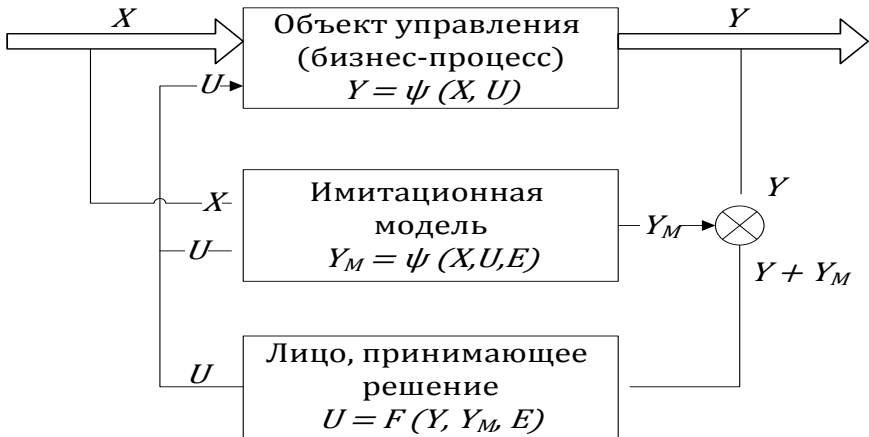 X
Объект управления
(бизнес-процесс)
Y = ψ (X, U)
Y
U
X
Имитационная
модель
Y_M = ψ (X,U,E)
U
Y_M
Y
Y + Y_M
Лицо, принимающее
решение
U = F (Y, Y_M, E)
U